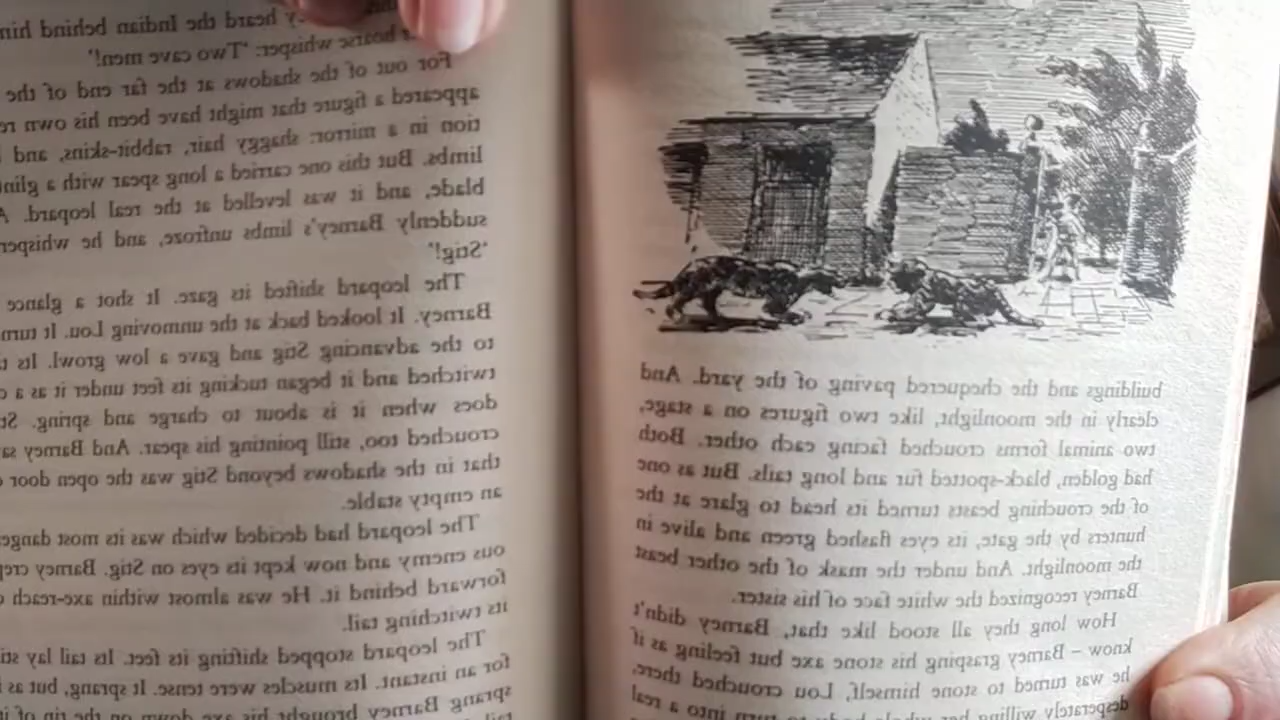 buildings and the chequered paving of the yard. And
clearly in the moonlight, like two figures on a stage,
two animal forms crouched facing each other. Both
had golden, black-spotted fur and long tails. But as one
of the crouching beasts turned its head to glare at the
hunters by the gate, its eyes flashed green and alive in
the moonlight. And under the mask of the other beast
Barney recognized the white face of his sister.
How long they all stood like that, Barney didn't
know – Barney grasping his stone axe but feeling as if
he was turned to stone himself, Lou crouched there,
desperately willing her whole body to turn into a real
heard the Indian behind him
hoarse whisper: 'Two cave men!'
For out of the shadows at the far end of the
appeared a figure that might have been his own
tion in a mirror: shaggy hair, rabbit-skins, and
limbs. But this one carried a long spear with a
blade, and it was levelled at the real leopard.
suddenly Barney's limbs unfroze, and he
'Stig!'
The leopard shifted its gaze. It shot a glance
Barney. It looked back at the unmoving Lou. It
to the advancing Stig and gave a low growl. Its
twitched and it began tucking its feet under it as a
does when it is about to charge and spring.
crouched too, still pointing his spear. And Barney
that in the shadows beyond Stig was the open door
an empty stable.
The leopard had decided which was its most
ous enemy and now kept its eyes on Stig. Barney
forward behind it. He was almost within axe-reach
its twitching tail.
The leopard stopped shifting its feet. Its tail lay
for an instant. Its muscles were tense. It sprang, but as
sprang Barney brought his axe down on the tip of